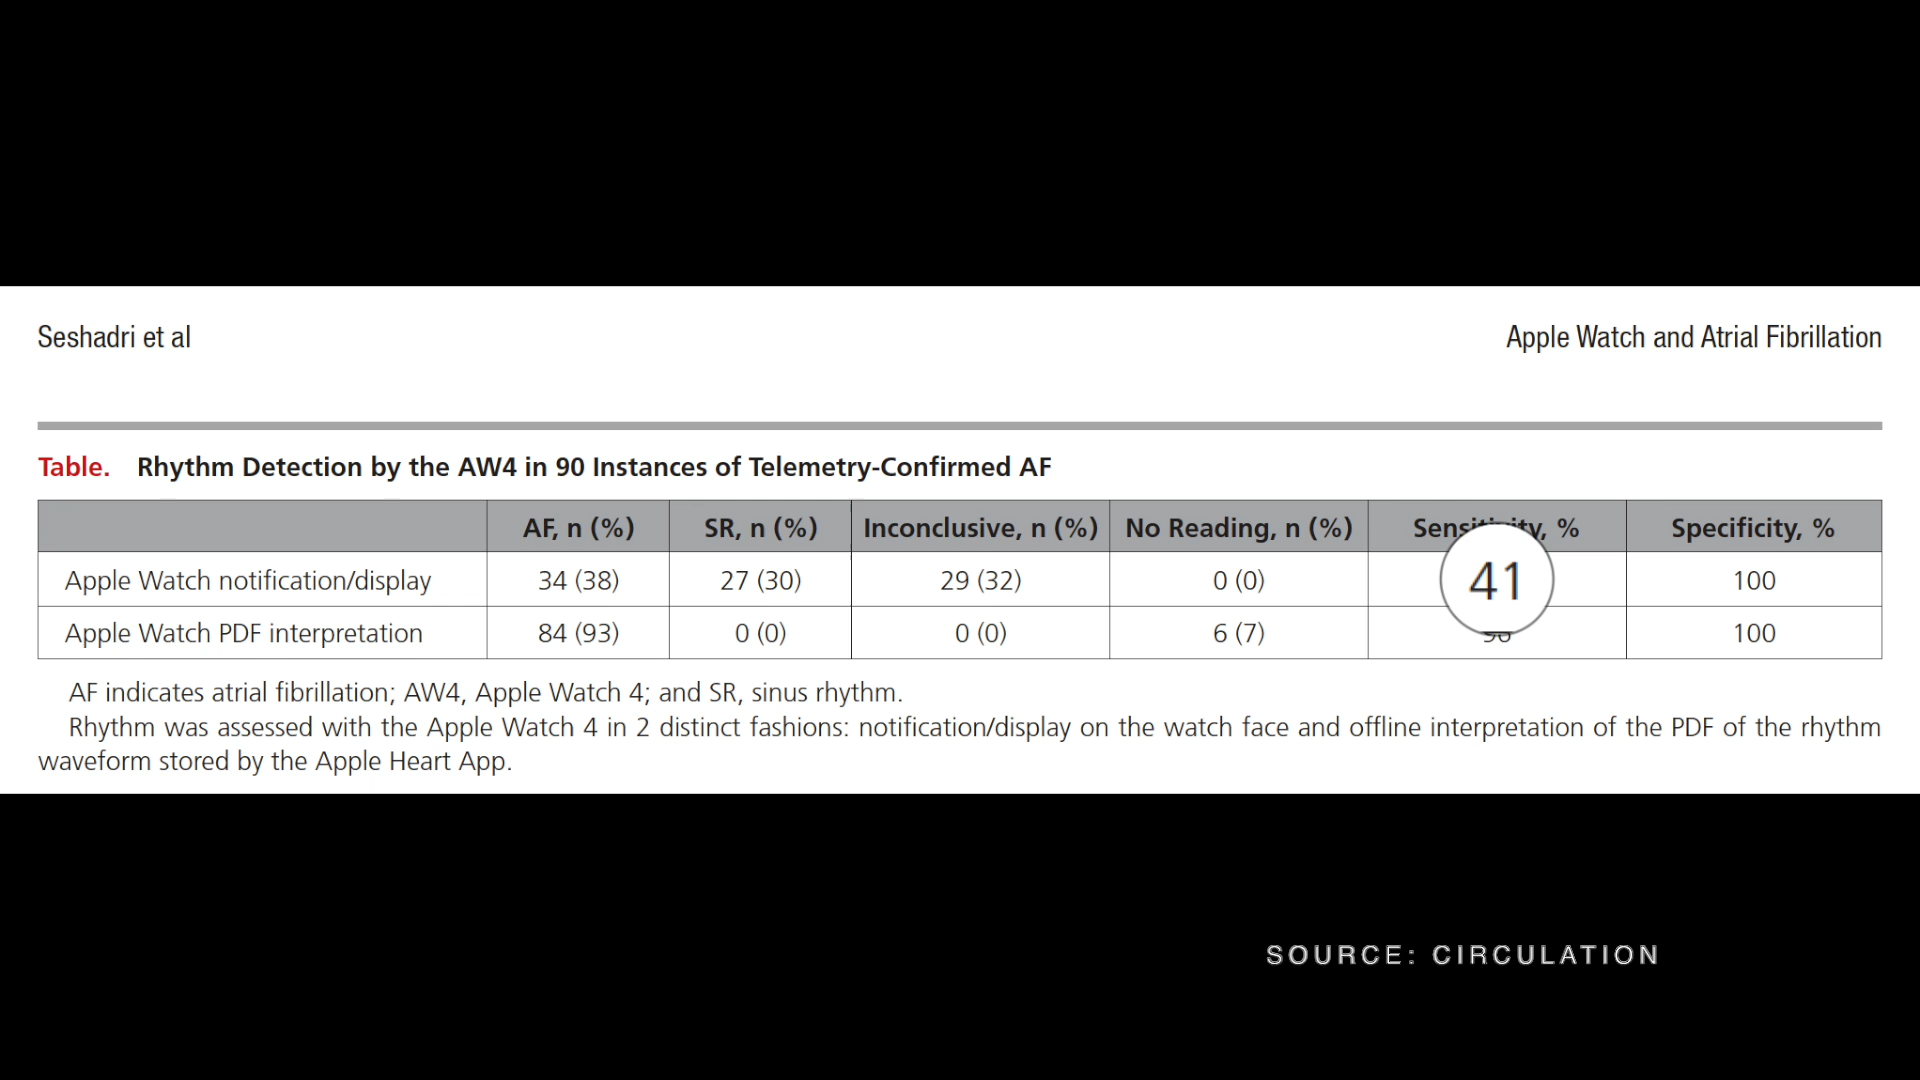 Seshadri et al
Apple Watch and Atrial Fibrillation
Table. Rhythm Detection by the AW4 in 90 Instances of Telemetry-Confirmed AF
AF, n (%) SR, n (%) Inconclusive, n (%) No Reading, n (%) Sensitivity, % Specificity, %
Apple Watch notification/display 34 (38) 27 (30) 29 (32) 0 (0) 41 100
Apple Watch PDF interpretation 84 (93) 0 (0) 0 (0) 6 (7) 100
AF indicates atrial fibrillation; AW4, Apple Watch 4; and SR, sinus rhythm.
Rhythm was assessed with the Apple Watch 4 in 2 distinct fashions: notification/display on the watch face and offline interpretation of the PDF of the rhythm
waveform stored by the Apple Heart App.
SOURCE: CIRCULATION